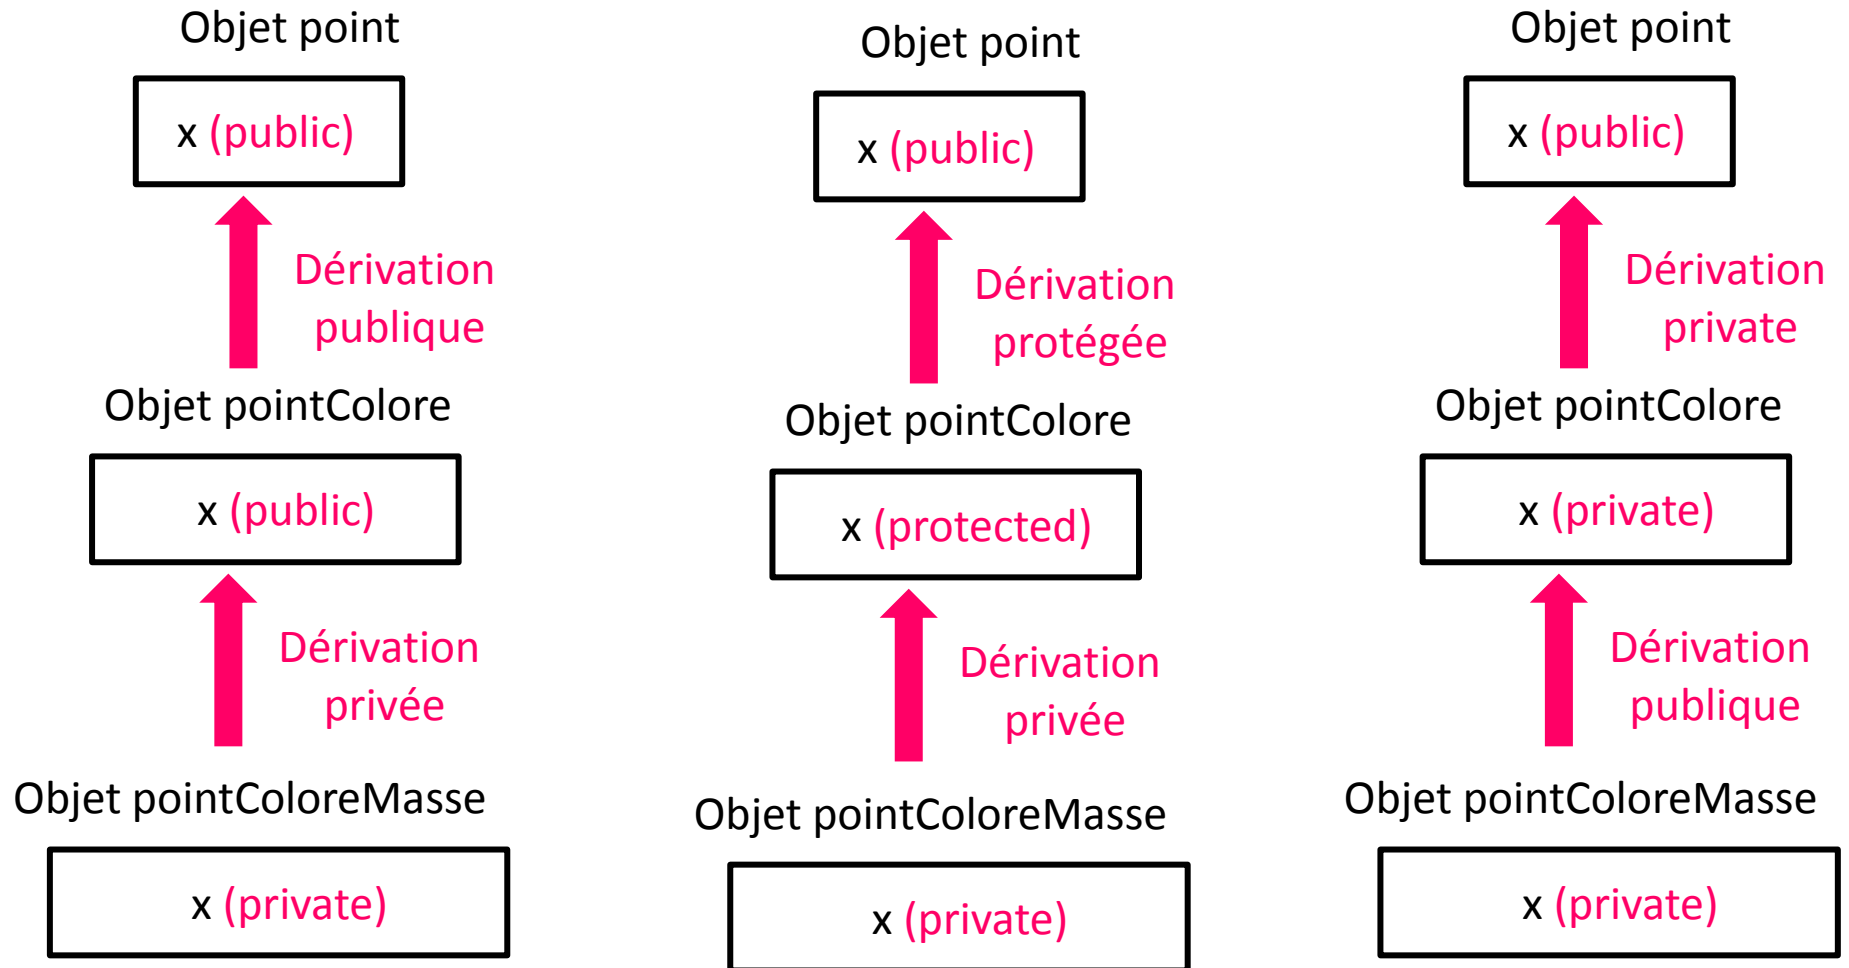 Objet point
x (public)
Dérivation
publique
Objet pointColore
x (public)
Dérivation
privée
Objet pointColoreMasse
x (private)
Objet point
x (public)
Dérivation
protégée
Objet pointColore
x (protected)
Dérivation
privée
Objet pointColoreMasse
x (private)
Objet point
x (public)
Dérivation
private
Objet pointColore
x (private)
Dérivation
publique
Objet pointColoreMasse
x (private)